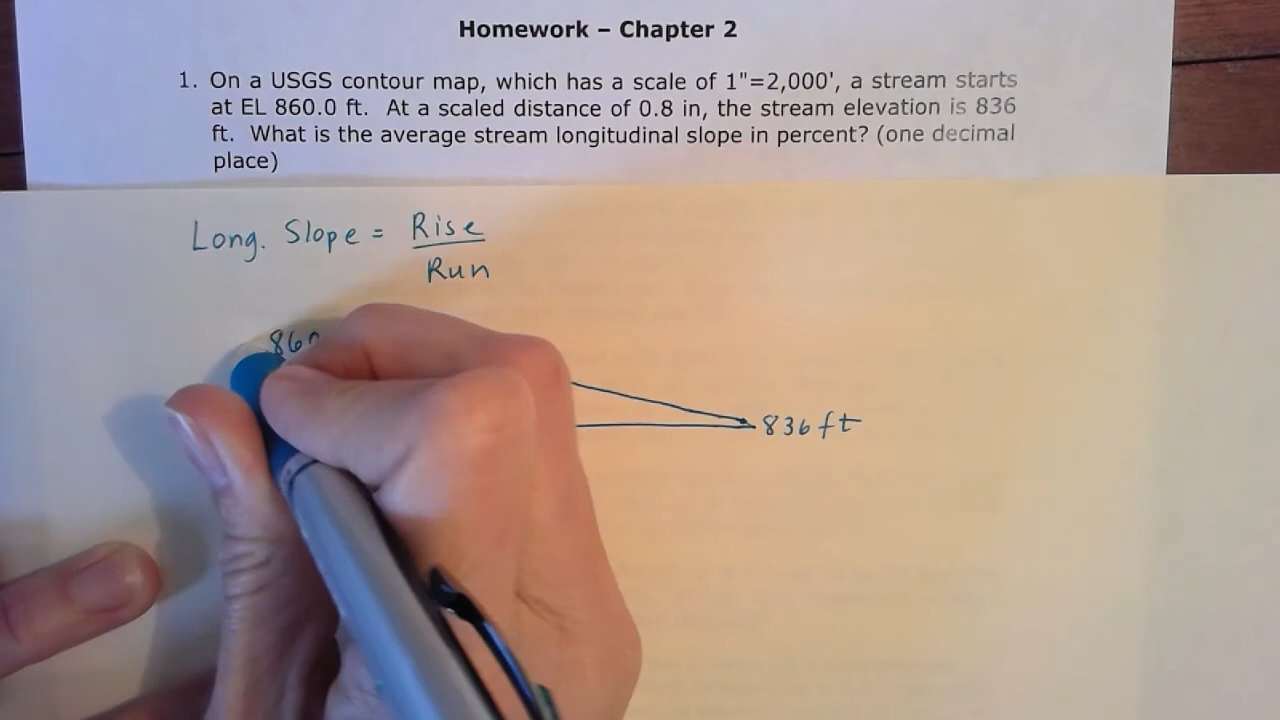 Homework – Chapter 2
1. On a USGS contour map, which has a scale of 1"=2,000', a stream starts
at EL 860.0 ft. At a scaled distance of 0.8 in, the stream elevation is 836
ft. What is the average stream longitudinal slope in percent? (one decimal
place)
Long. Slope = Rise
Run
860
836 ft